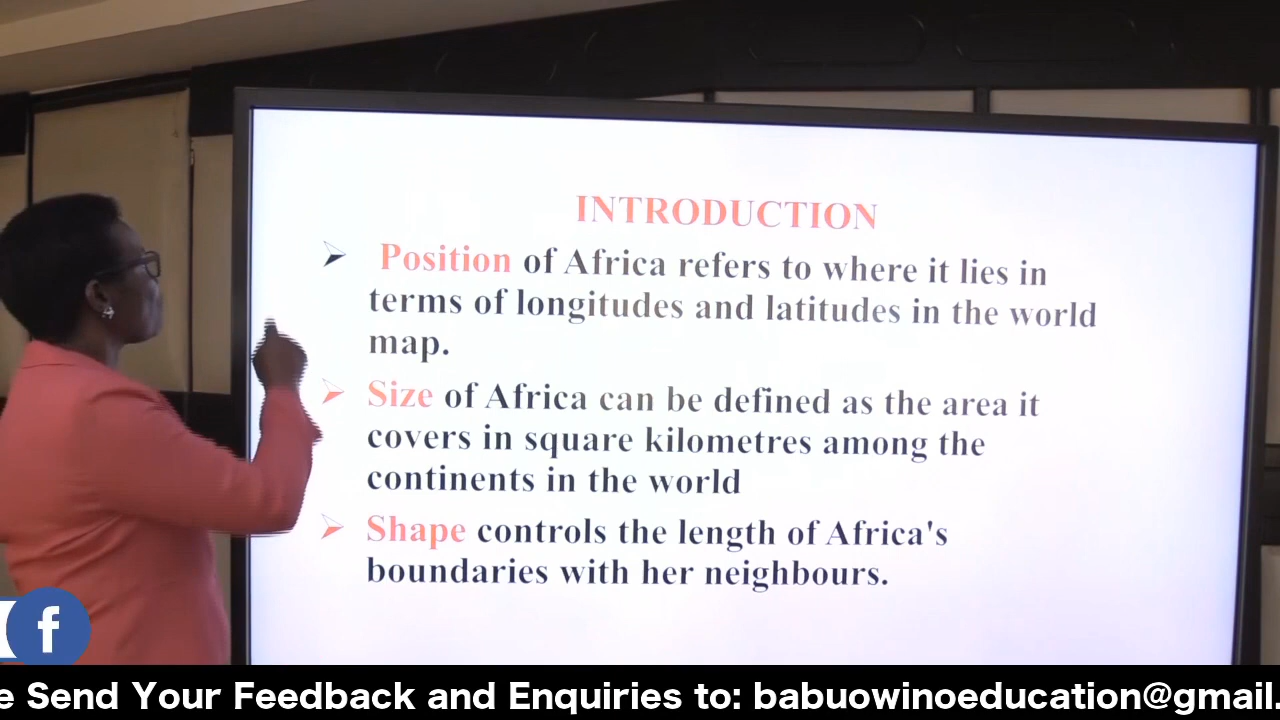 INTRODUCTION
➢ Position of Africa refers to where it lies in
terms of longitudes and latitudes in the world
map.
➢ Size of Africa can be defined as the area it
covers in square kilometres among the
continents in the world
➢ Shape controls the length of Africa's
boundaries with her neighbours.
f
e Send Your Feedback and Enquiries to: babuowinoeducation@gmail.